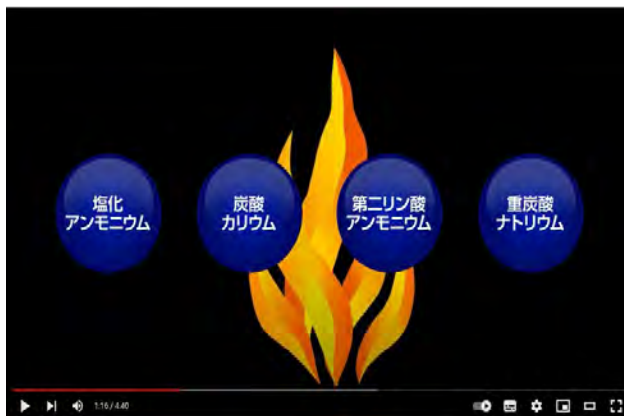 塩化
アンモニウム
炭酸
カリウム
第二リン酸
アンモニウム
重炭酸
ナトリウム
1:16 / 4:40